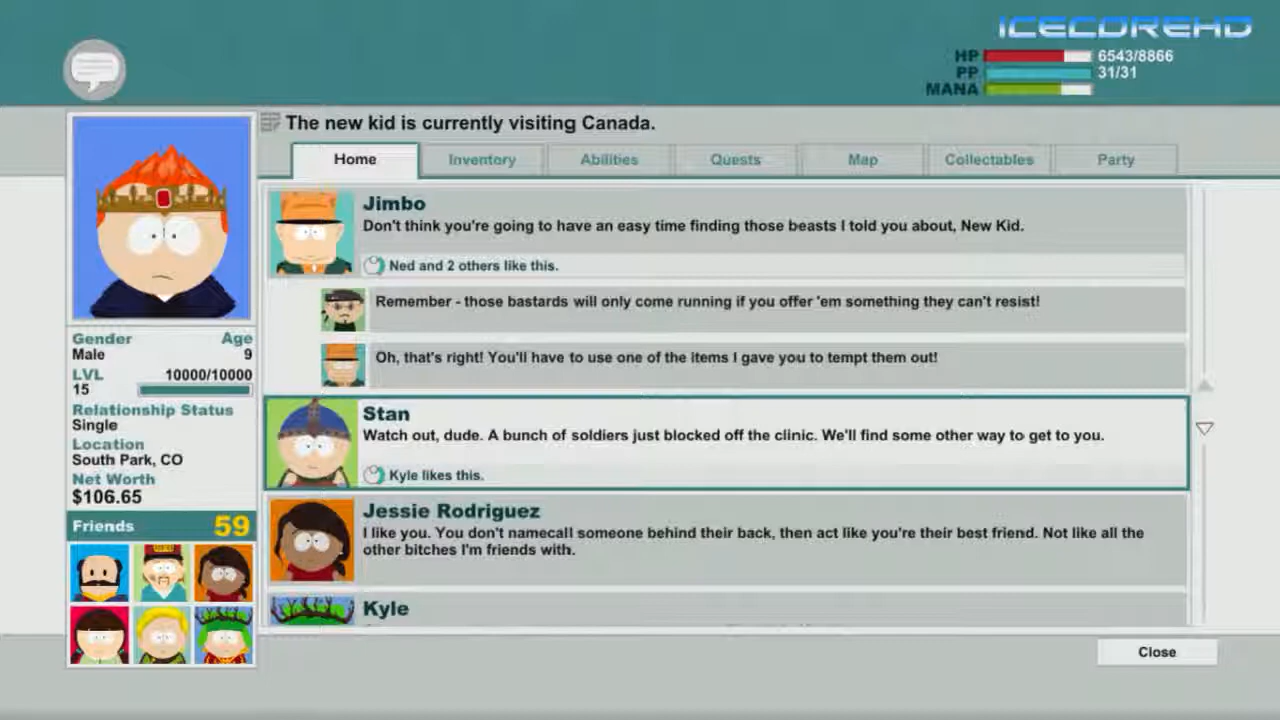 ICECOREHD
HP 6543/8866
PP 31/31
MANA
The new kid is currently visiting Canada.
Home Inventory Abilities Quests Map Collectables Party
Jimbo
Don't think you're going to have an easy time finding those beasts I told you about, New Kid.
Ned and 2 others like this.
Remember - those bastards will only come running if you offer 'em something they can't resist!
Oh, that's right! You'll have to use one of the items I gave you to tempt them out!
Stan
Watch out, dude. A bunch of soldiers just blocked off the clinic. We'll find some other way to get to you.
Kyle likes this.
Jessie Rodriguez
I like you. You don't namecall someone behind their back, then act like you're their best friend. Not like all the
other bitches I'm friends with.
Kyle
Gender Age
Male 9
LVL 10000/10000
15
Relationship Status
Single
Location
South Park, CO
Net Worth
$106.65
Friends 59
Close